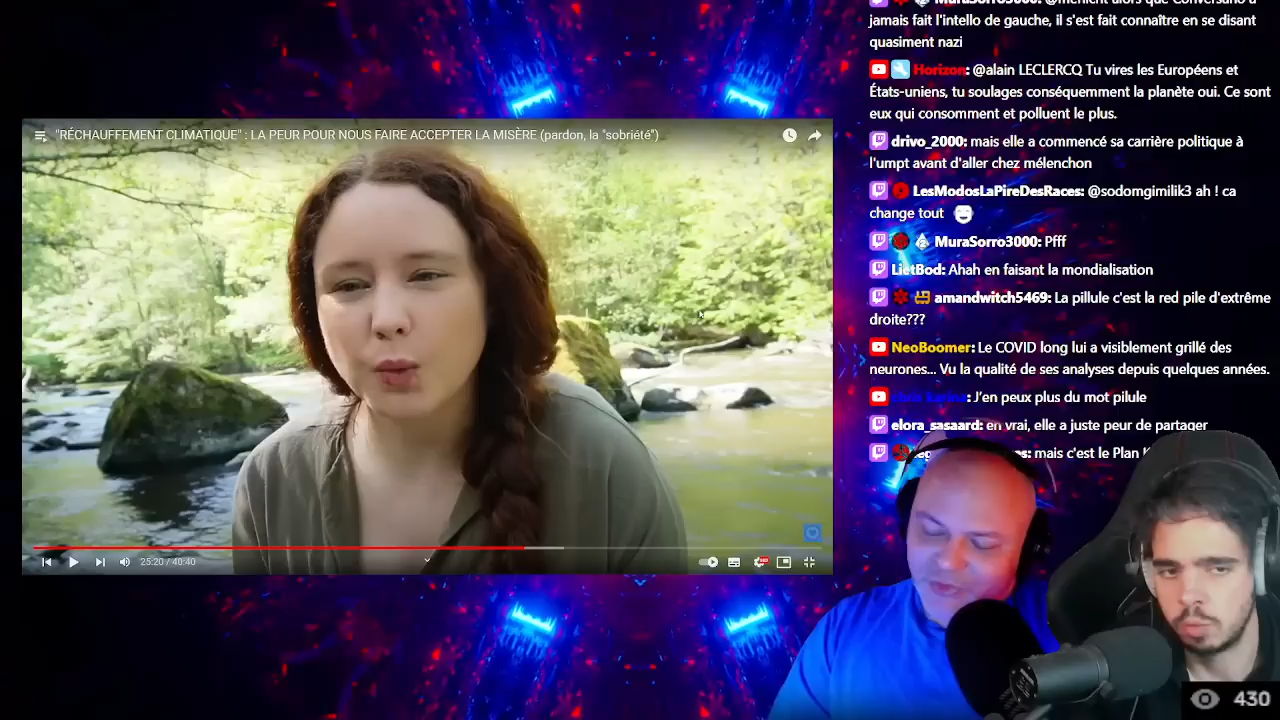 "RÉCHAUFFEMENT CLIMATIQUE" : LA PEUR POUR NOUS FAIRE ACCEPTER LA MISÈRE (pardon, la "sobriété")
25:20 / 40:40
jamais fait l'intello de gauche, il s'est fait connaître en se disant
quasiment nazi
Horizon: @alain LECLERCQ Tu vires les Européens et
États-uniens, tu soulages conséquemment la planète oui. Ce sont
eux qui consomment et polluent le plus.
drivo_2000: mais elle a commencé sa carrière politique à
l'umpt avant d'aller chez mélenchon
LesModosLaPireDesRaces: @sodomgimilik3 ah ! ca
change tout
MuraSorro3000: Pfff
LietBod: Ahah en faisant la mondialisation
amandwitch5469: La pillule c'est la red pile d'extrême
droite???
NeoBoomer: Le COVID long lui a visiblement grillé des
neurones... Vu la qualité de ses analyses depuis quelques années.
: J'en peux plus du mot pilule
elora_sasaard: en vrai, elle a juste peur de partager
: mais c'est le Plan
430